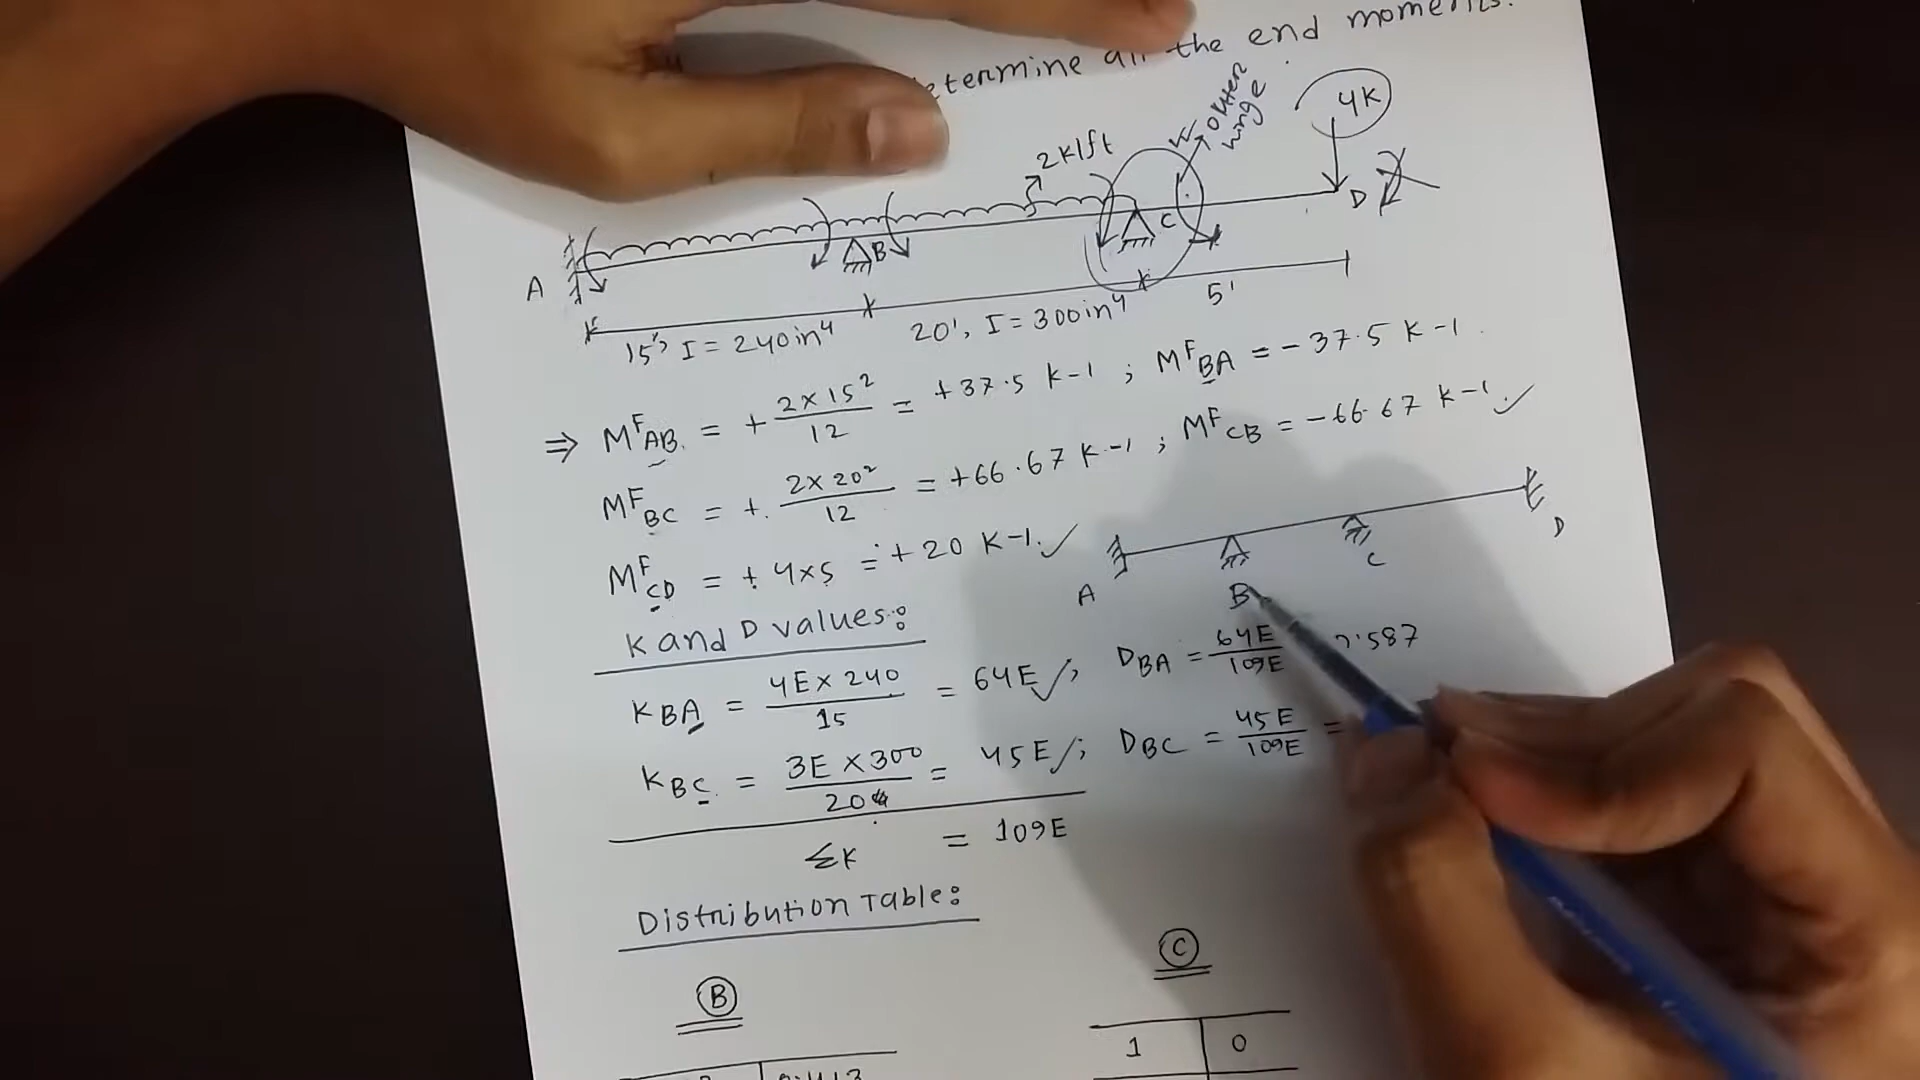 etermine all the end moments.
outer hinge
4K
2K/ft
A B C D
15', I = 240in⁴ 20', I = 300in⁴ 5'
⇒ MᶠAB = + 2×15²/12 = +37.5 K-1 ; MᶠBA = -37.5 K-1
MᶠBC = + 2×20²/12 = +66.67 K-1 ; MᶠCB = -66.67 K-1 ✓
MᶠCD = + 4×5 = +20 K-1 ✓
A B C D
K and D values:
KBA = 4E×240/15 = 64E ✓; DBA = 64E/109E .587
KBC = 3E×300/20 = 45E ✓; DBC = 45E/109E =
ΣK = 109E
Distribution Table:
B C
1 0